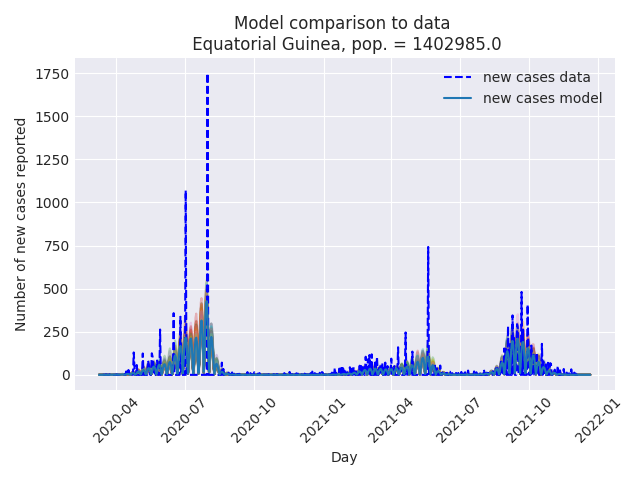 Model comparison to data
Equatorial Guinea, pop. = 1402985.0
new cases data
new cases model
Number of new cases reported
1750
1500
1250
1000
750
500
250
0
2020-04
2020-07
2020-10
2021-01
2021-04
2021-07
2021-10
2022-01
Day